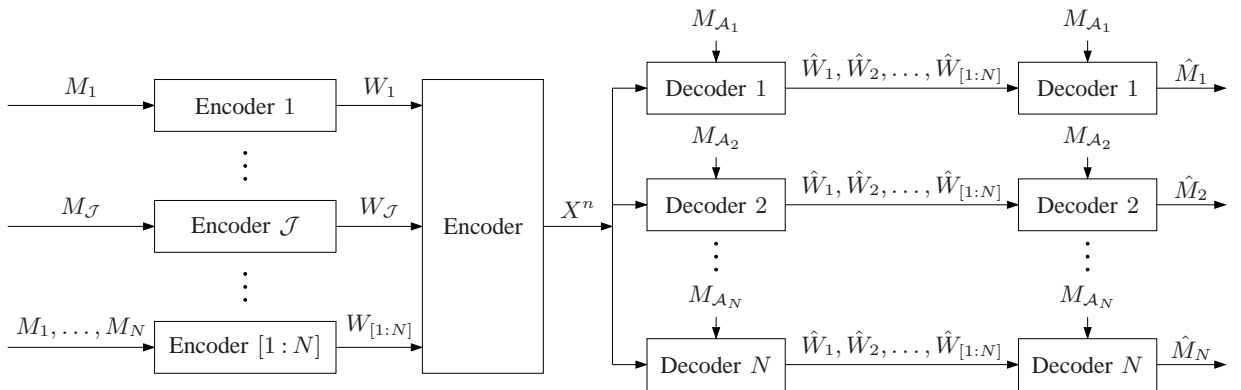 M_{\mathcal{A}_1} M_{\mathcal{A}_1}
M_1 Encoder 1 W_1 Decoder 1 \hat{W}_1, \hat{W}_2, \ldots, \hat{W}_{[1:N]} Decoder 1 \hat{M}_1
M_{\mathcal{A}_2} M_{\mathcal{A}_2}
M_{\mathcal{J}} Encoder \mathcal{J} W_{\mathcal{J}} Encoder X^n Decoder 2 \hat{W}_1, \hat{W}_2, \ldots, \hat{W}_{[1:N]} Decoder 2 \hat{M}_2
M_{\mathcal{A}_N} M_{\mathcal{A}_N}
M_1, \ldots, M_N Encoder [1:N] W_{[1:N]} Decoder N \hat{W}_1, \hat{W}_2, \ldots, \hat{W}_{[1:N]} Decoder N \hat{M}_N